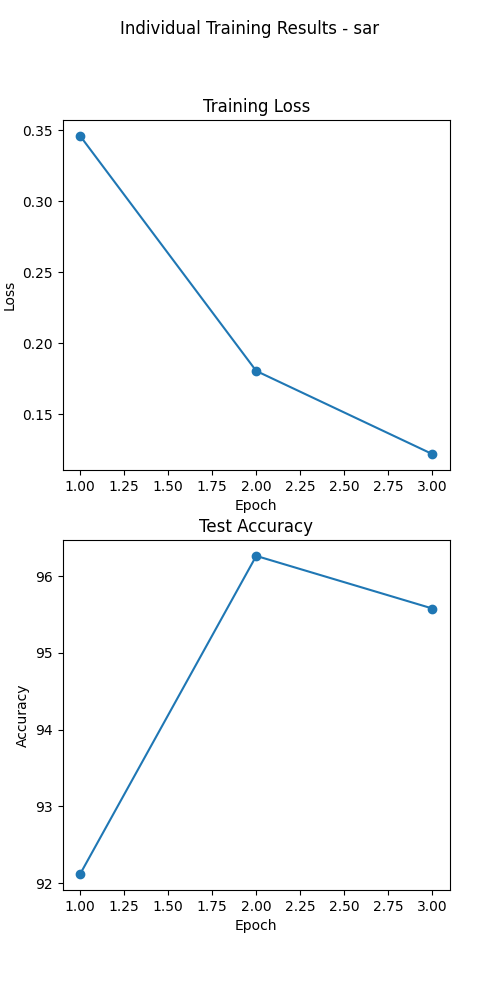 Individual Training Results - sar
Training Loss
0.35
0.30
0.25
0.20
0.15
Loss
1.00 1.25 1.50 1.75 2.00 2.25 2.50 2.75 3.00
Epoch
Test Accuracy
96
95
94
93
92
Accuracy
1.00 1.25 1.50 1.75 2.00 2.25 2.50 2.75 3.00
Epoch